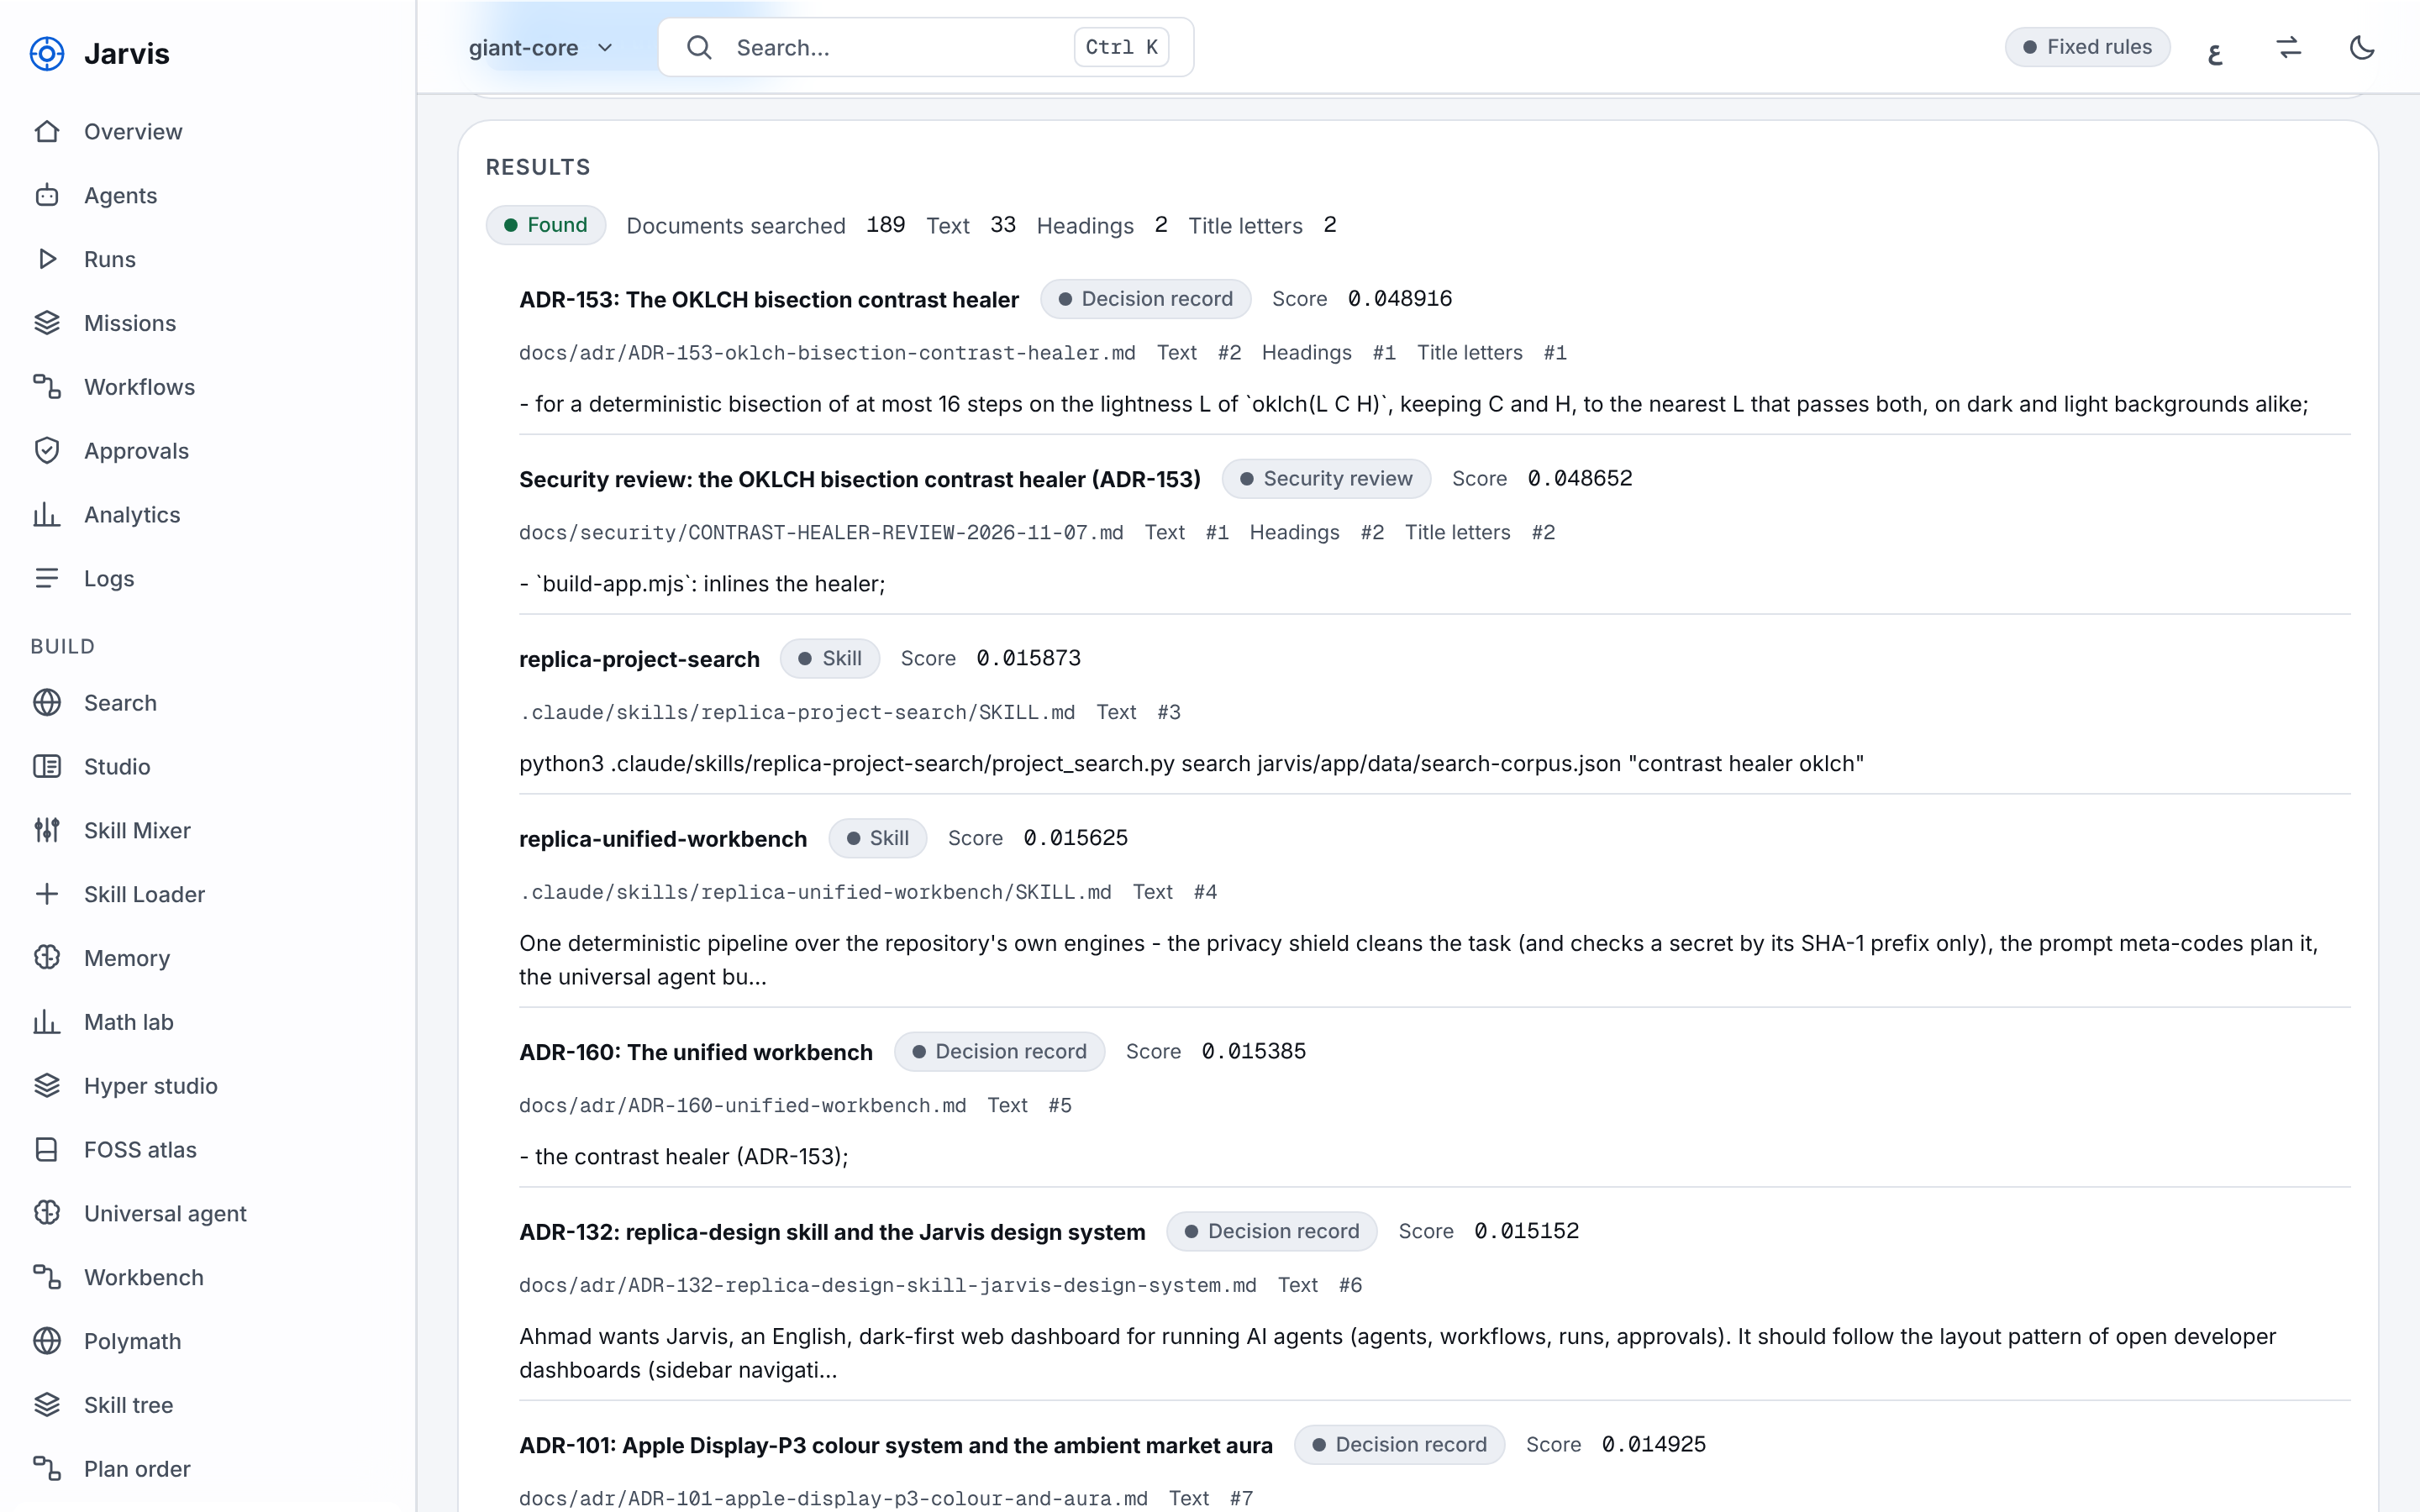 Jarvis
Overview
Agents
Runs
Missions
Workflows
Approvals
Analytics
Logs
BUILD
Search
Studio
Skill Mixer
Skill Loader
Memory
Math lab
Hyper studio
FOSS atlas
Universal agent
Workbench
Polymath
Skill tree
Plan order
giant-core
Search... Ctrl K
Fixed rules
ع
RESULTS
Found Documents searched 189 Text 33 Headings 2 Title letters 2
ADR-153: The OKLCH bisection contrast healer Decision record Score 0.048916
docs/adr/ADR-153-oklch-bisection-contrast-healer.md Text #2 Headings #1 Title letters #1
- for a deterministic bisection of at most 16 steps on the lightness L of `oklch(L C H)`, keeping C and H, to the nearest L that passes both, on dark and light backgrounds alike;
Security review: the OKLCH bisection contrast healer (ADR-153) Security review Score 0.048652
docs/security/CONTRAST-HEALER-REVIEW-2026-11-07.md Text #1 Headings #2 Title letters #2
- `build-app.mjs`: inlines the healer;
replica-project-search Skill Score 0.015873
.claude/skills/replica-project-search/SKILL.md Text #3
python3 .claude/skills/replica-project-search/project_search.py search jarvis/app/data/search-corpus.json "contrast healer oklch"
replica-unified-workbench Skill Score 0.015625
.claude/skills/replica-unified-workbench/SKILL.md Text #4
One deterministic pipeline over the repository's own engines - the privacy shield cleans the task (and checks a secret by its SHA-1 prefix only), the prompt meta-codes plan it,
the universal agent bu...
ADR-160: The unified workbench Decision record Score 0.015385
docs/adr/ADR-160-unified-workbench.md Text #5
- the contrast healer (ADR-153);
ADR-132: replica-design skill and the Jarvis design system Decision record Score 0.015152
docs/adr/ADR-132-replica-design-skill-jarvis-design-system.md Text #6
Ahmad wants Jarvis, an English, dark-first web dashboard for running AI agents (agents, workflows, runs, approvals). It should follow the layout pattern of open developer
dashboards (sidebar navigati...
ADR-101: Apple Display-P3 colour system and the ambient market aura Decision record Score 0.014925
docs/adr/ADR-101-apple-display-p3-colour-and-aura.md Text #7